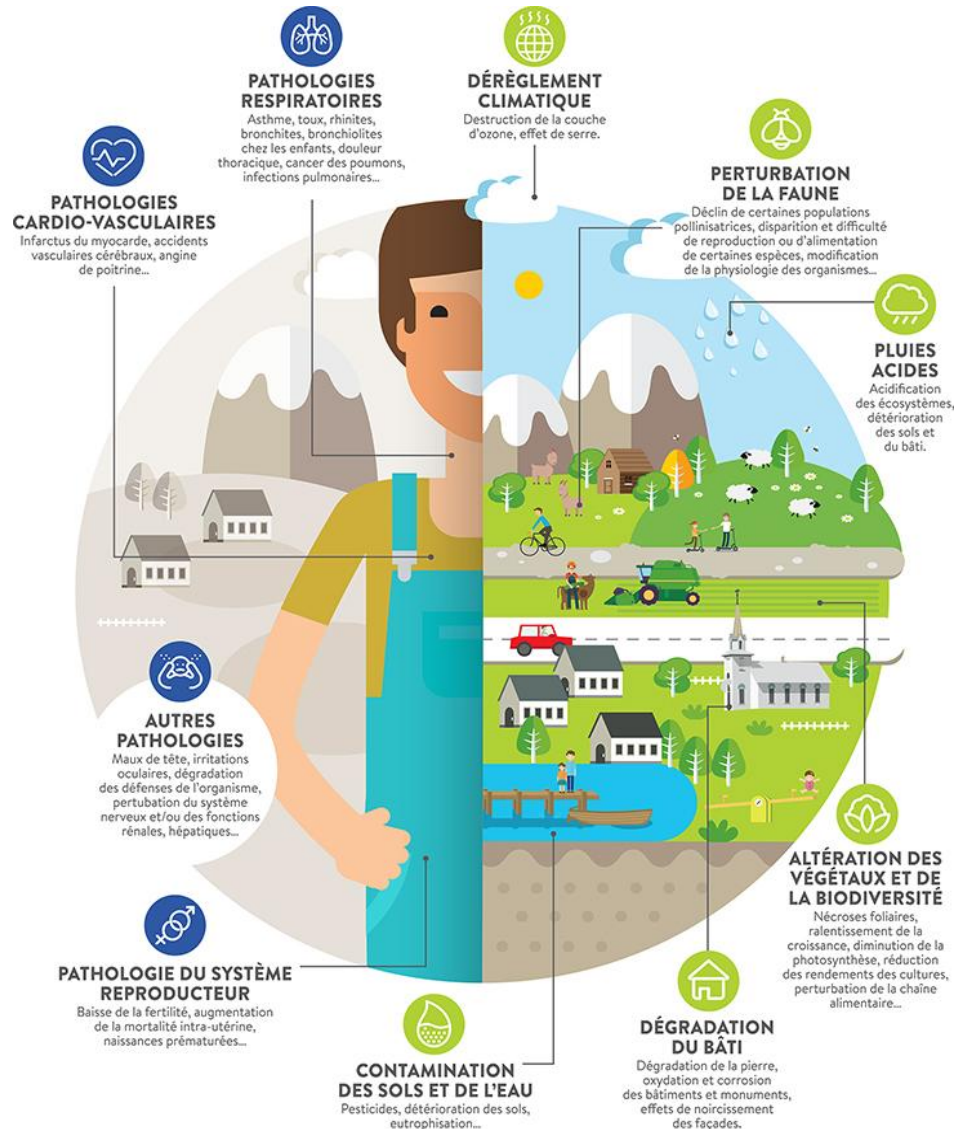 PATHOLOGIES
RESPIRATOIRES
Asthme, toux, rhinites,
bronchites, bronchiolites
chez les enfants, douleur
thoracique, cancer des poumons,
infections pulmonaires...
DÉRÈGLEMENT
CLIMATIQUE
Destruction de la couche
d'ozone, effet de serre.
PATHOLOGIES
CARDIO-VASCULAIRES
Infarctus du myocarde, accidents
vasculaires cérébraux, angine
de poitrine...
PERTURBATION
DE LA FAUNE
Déclin de certaines populations
pollinisatrices, disparition et difficulté
de reproduction ou d'alimentation
de certaines espèces, modification
de la physiologie des organismes...
PLUIES
ACIDES
Acidification
des écosystèmes,
détérioration
des sols et
du bâti.
AUTRES
PATHOLOGIES
Maux de tête, irritations
oculaires, dégradation
des défenses de l'organisme,
pertubation du système
nerveux et/ou des fonctions
rénales, hépatiques...
ALTÉRATION DES
VÉGÉTAUX ET DE
LA BIODIVERSITÉ
Nécroses foliaires,
ralentissement de la
croissance, diminution de la
photosynthèse, réduction
des rendements des cultures,
perturbation de la chaîne
alimentaire...
PATHOLOGIE DU SYSTÈME
REPRODUCTEUR
Baisse de la fertilité, augmentation
de la mortalité intra-utérine,
naissances prématurées...
CONTAMINATION
DES SOLS ET DE L'EAU
Pesticides, détérioration des sols,
eutrophisation...
DÉGRADATION
DU BÂTI
Dégradation de la pierre,
oxydation et corrosion
des bâtiments et monuments,
effets de noircissement
des façades.